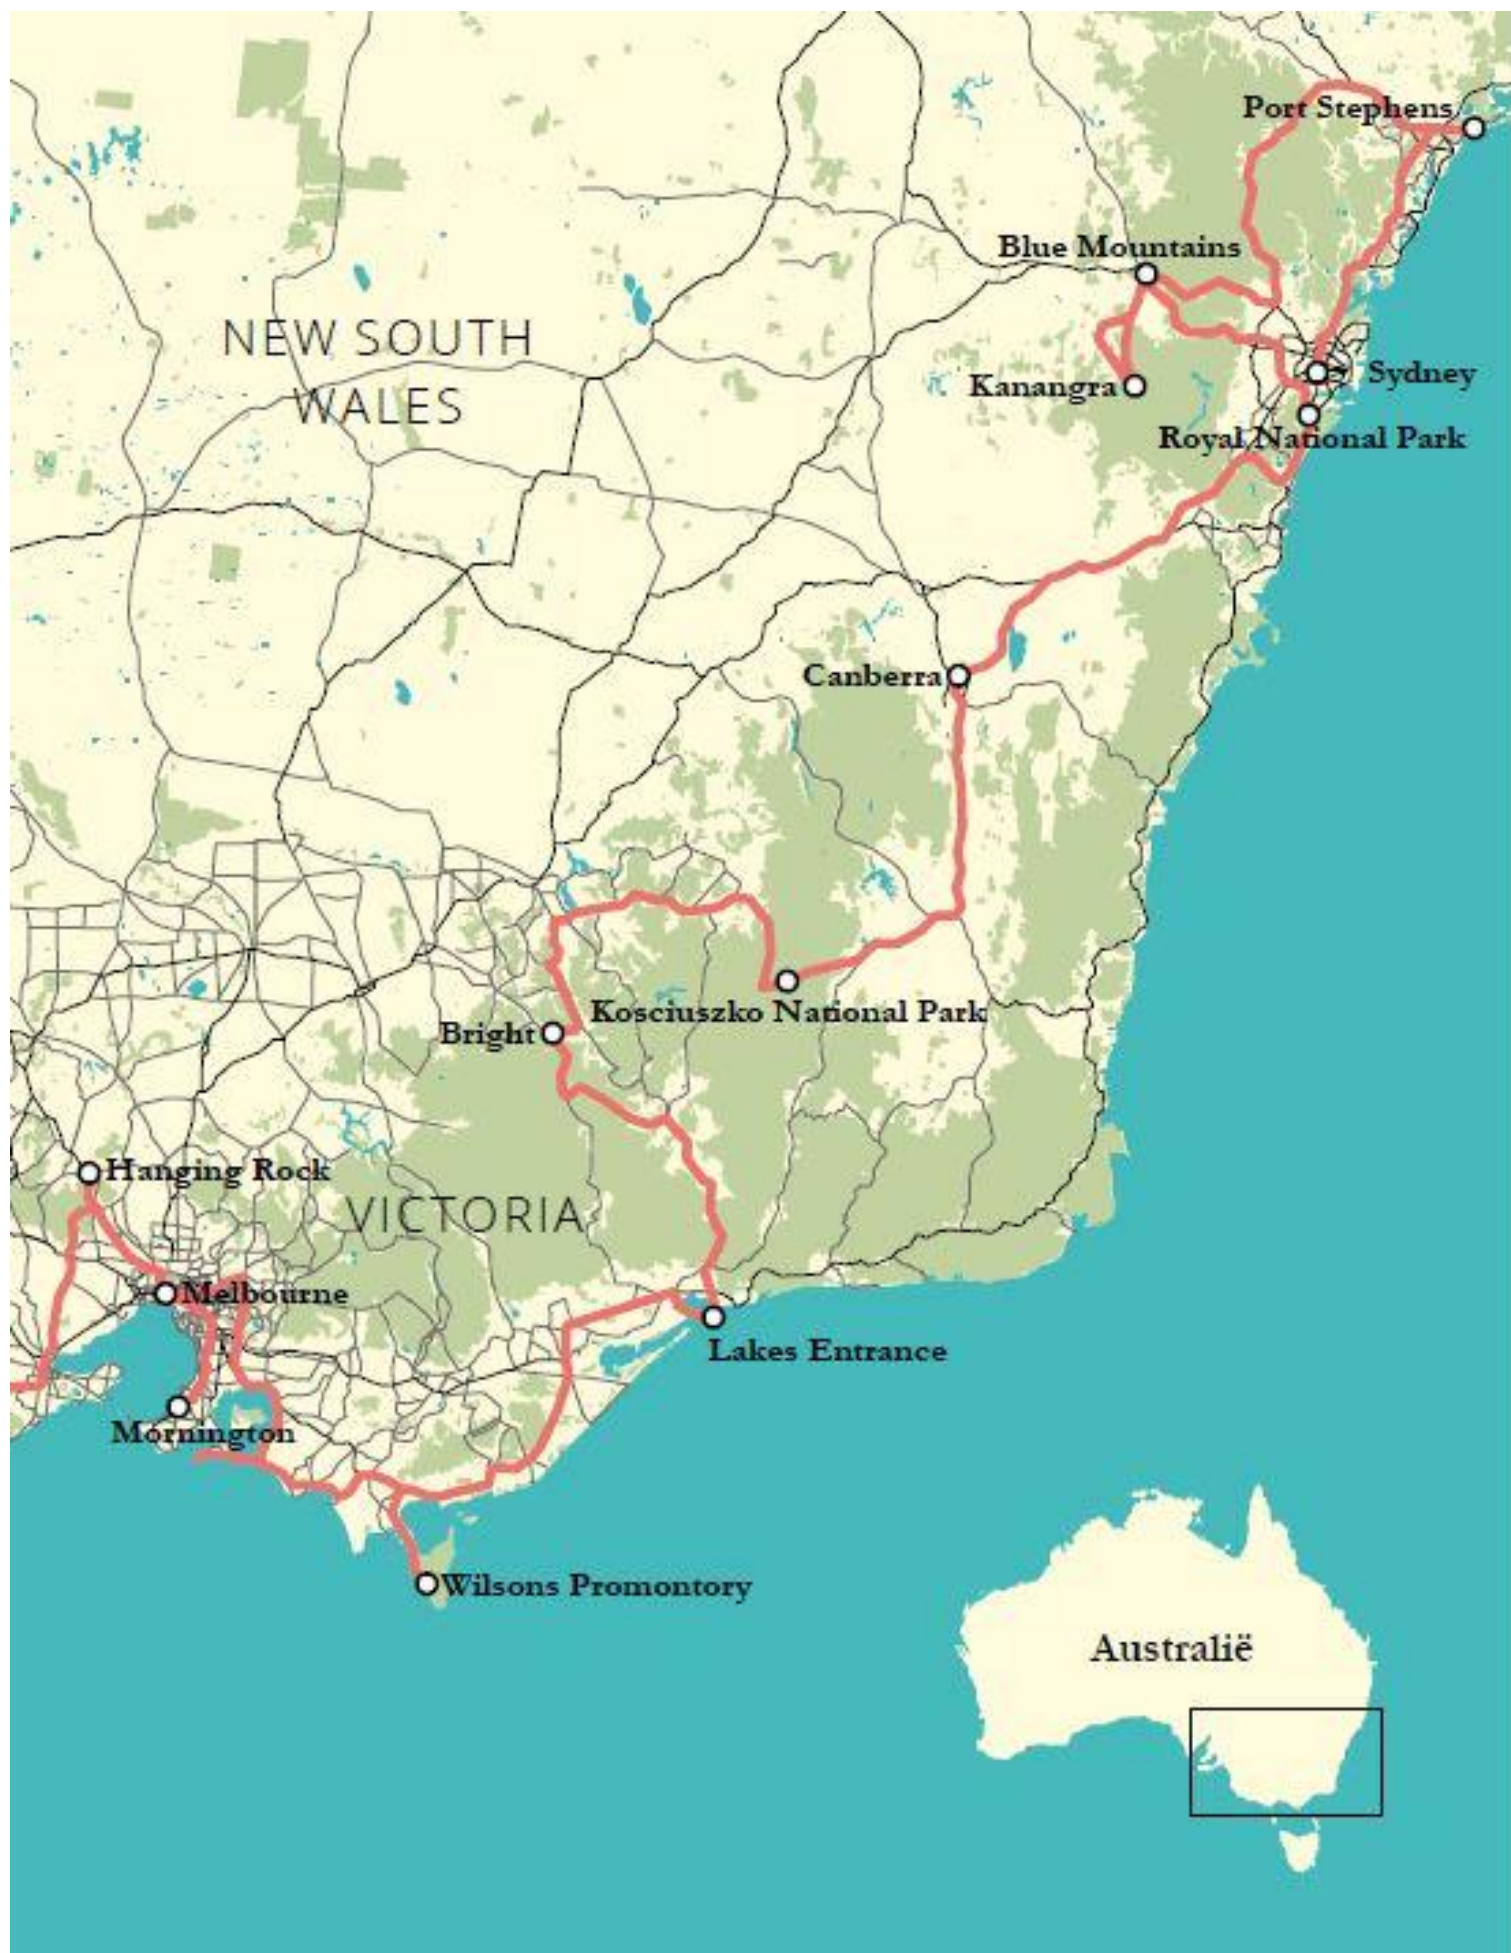 Port Stephens
Blue Mountains
NEW SOUTH
WALES
Sydney
Kanangra
Royal National Park
Canberra
Kosciuszko National Park
Bright
Hanging Rock
VICTORIA
Melbourne
Lakes Entrance
Mornington
Wilsons Promontory
Australië